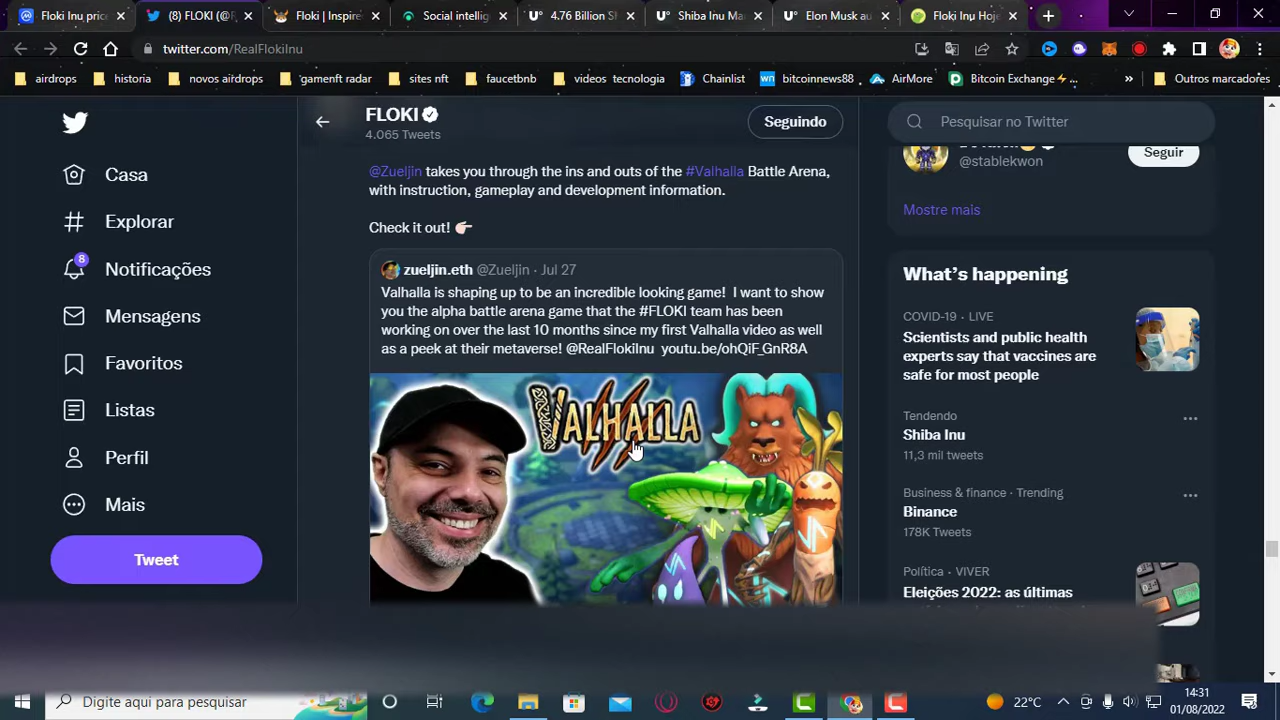 Floki Inu price
(8) FLOKI (@F
Floki | Inspire
Social intellig
4.76 Billion Sh
Shiba Inu Ma
Elon Musk au
Floki Inu Hoje
twitter.com/RealFlokiInu
airdrops
historia
novos airdrops
'gamenft radar
sites nft
faucetbnb
videos tecnologia
Chainlist
bitcoinnews88
AirMore
Bitcoin Exchange
Outros marcadores
FLOKI
4.065 Tweets
Seguindo
Pesquisar no Twitter
Casa
Explorar
8
Notificações
Mensagens
Favoritos
Listas
Perfil
Mais
Tweet
@Zueljin takes you through the ins and outs of the #Valhalla Battle Arena,
with instruction, gameplay and development information.
Check it out! 👉🏻
zueljin.eth @Zueljin · Jul 27
Valhalla is shaping up to be an incredible looking game! I want to show
you the alpha battle arena game that the #FLOKI team has been
working on over the last 10 months since my first Valhalla video as well
as a peek at their metaverse! @RealFlokiInu youtu.be/ohQiF_GnR8A
VALHALLA
@stablekwon
Seguir
Mostre mais
What's happening
COVID-19 · LIVE
Scientists and public health
experts say that vaccines are
safe for most people
Tendendo
Shiba Inu
11,3 mil tweets
Business & finance · Trending
Binance
178K Tweets
Política · VIVER
Eleições 2022: as últimas
Digite aqui para pesquisar
22°C
14:31
01/08/2022